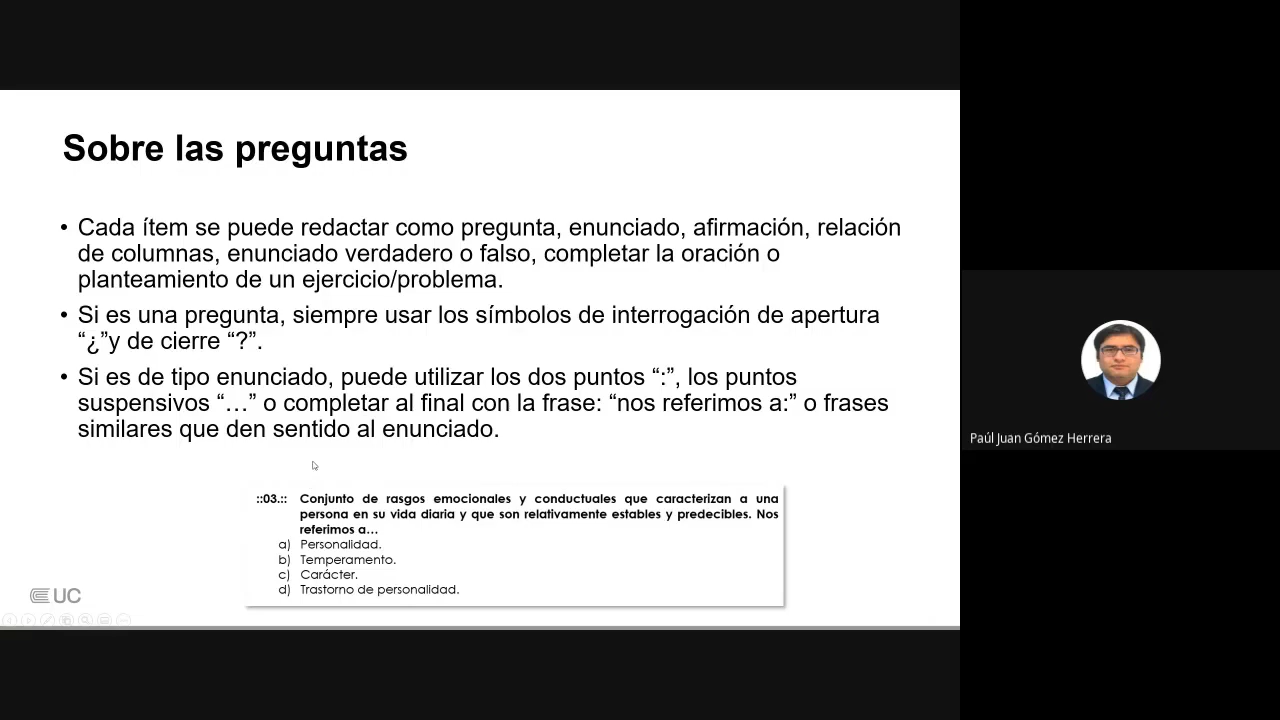 Sobre las preguntas
• Cada ítem se puede redactar como pregunta, enunciado, afirmación, relación
de columnas, enunciado verdadero o falso, completar la oración o
planteamiento de un ejercicio/problema.
• Si es una pregunta, siempre usar los símbolos de interrogación de apertura
“¿”y de cierre “?”.
• Si es de tipo enunciado, puede utilizar los dos puntos “:”, los puntos
suspensivos “…” o completar al final con la frase: “nos referimos a:” o frases
similares que den sentido al enunciado.
::03.:: Conjunto de rasgos emocionales y conductuales que caracterizan a una
persona en su vida diaria y que son relativamente estables y predecibles. Nos
referimos a…
a) Personalidad.
b) Temperamento.
c) Carácter.
d) Trastorno de personalidad.
UC
Paúl Juan Gómez Herrera